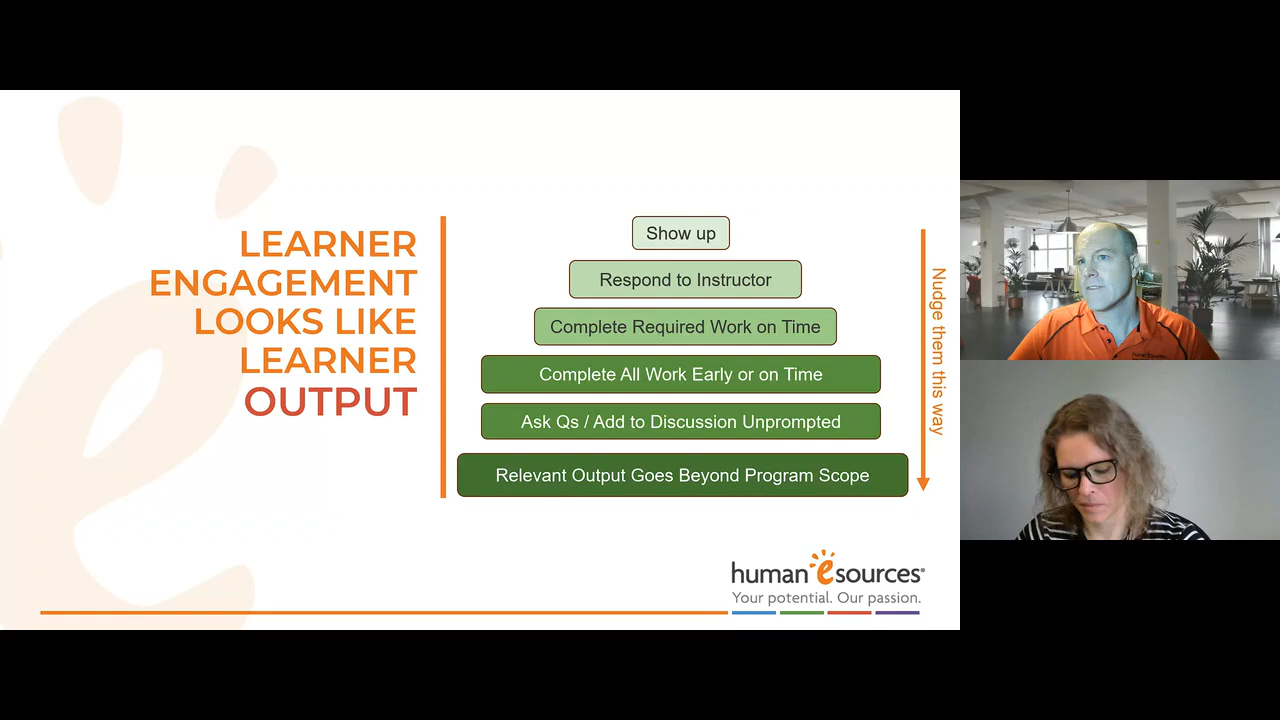 LEARNER
ENGAGEMENT
LOOKS LIKE
LEARNER
OUTPUT
Show up
Respond to Instructor
Complete Required Work on Time
Complete All Work Early or on Time
Ask Qs / Add to Discussion Unprompted
Relevant Output Goes Beyond Program Scope
Nudge them this way
human esources®
Your potential. Our passion.